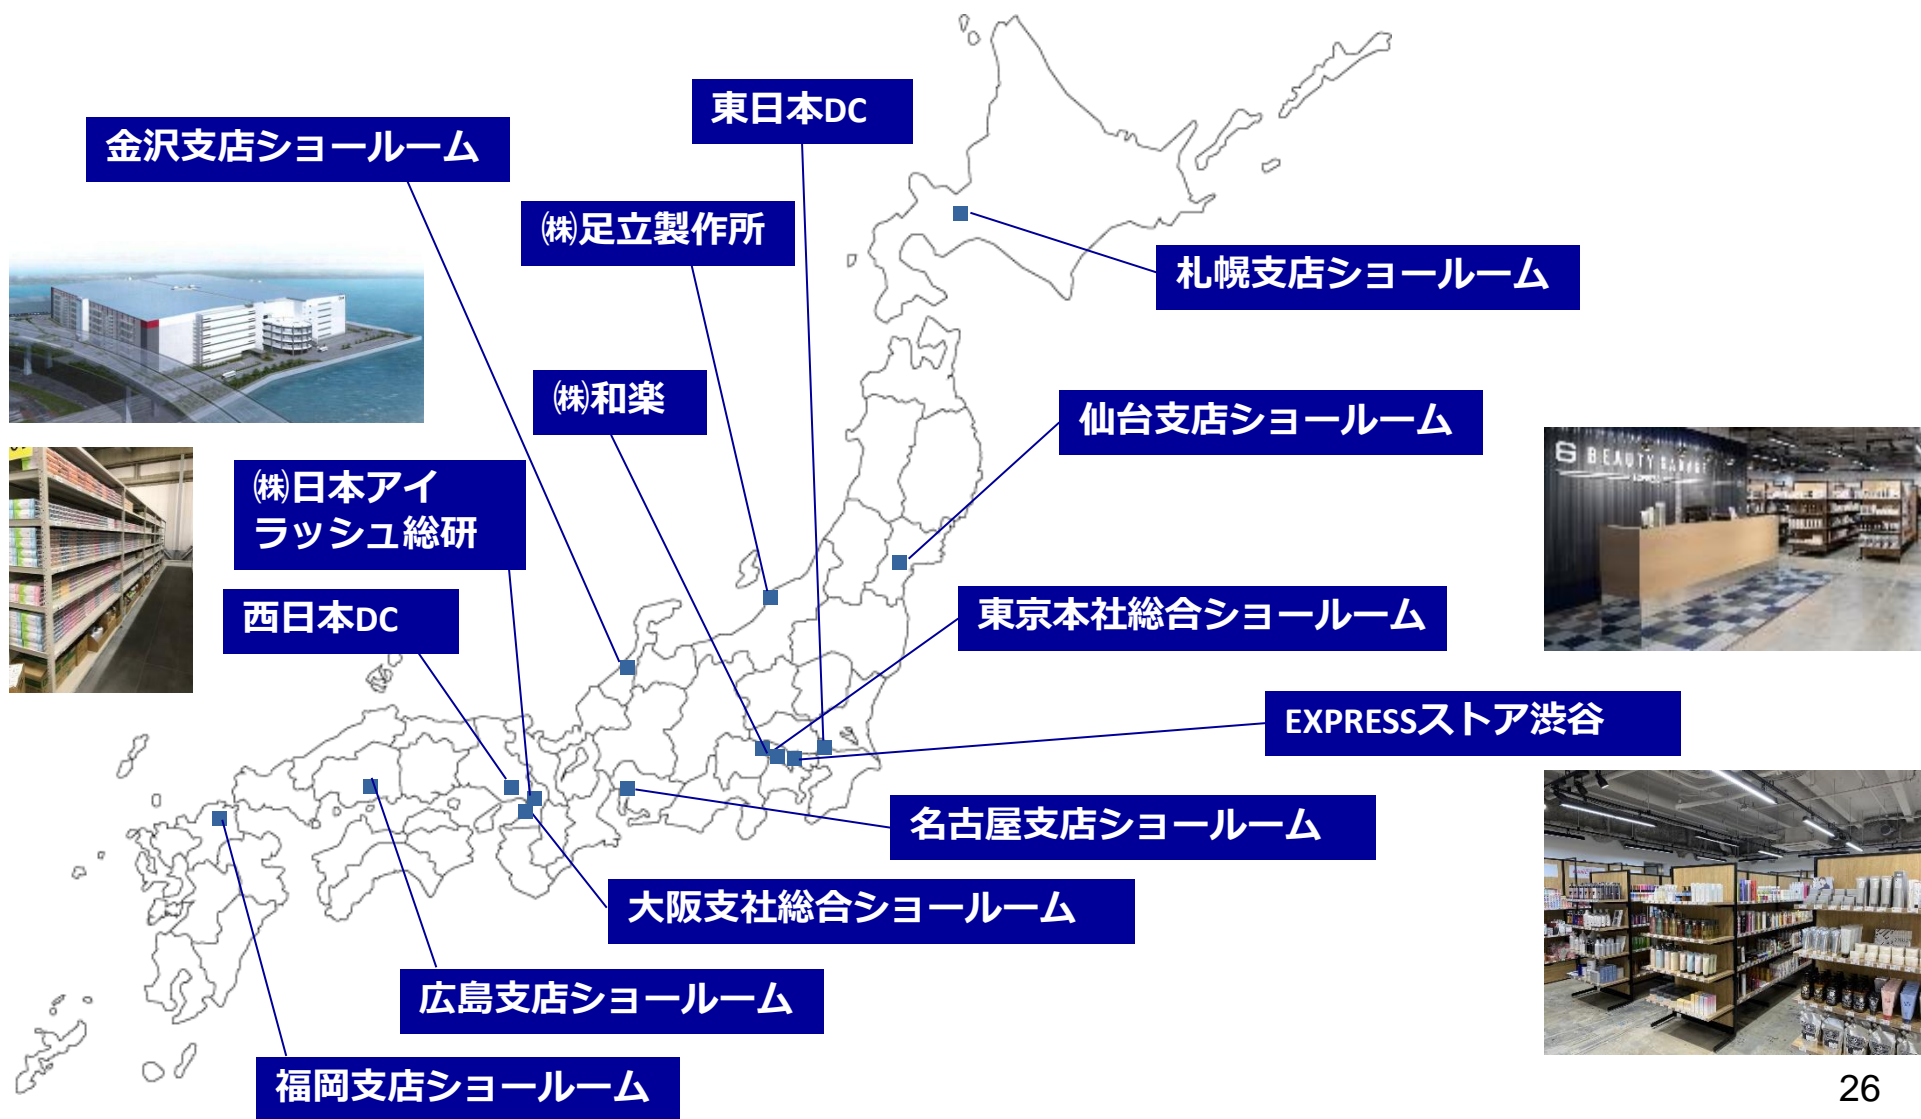 東日本DC
金沢支店ショールーム
㈱足立製作所
札幌支店ショールーム
㈱和楽
仙台支店ショールーム
㈱日本アイ
ラッシュ総研
西日本DC
東京本社総合ショールーム
EXPRESSストア渋谷
名古屋支店ショールーム
大阪支社総合ショールーム
広島支店ショールーム
福岡支店ショールーム
BEAUTY GARAGE
26